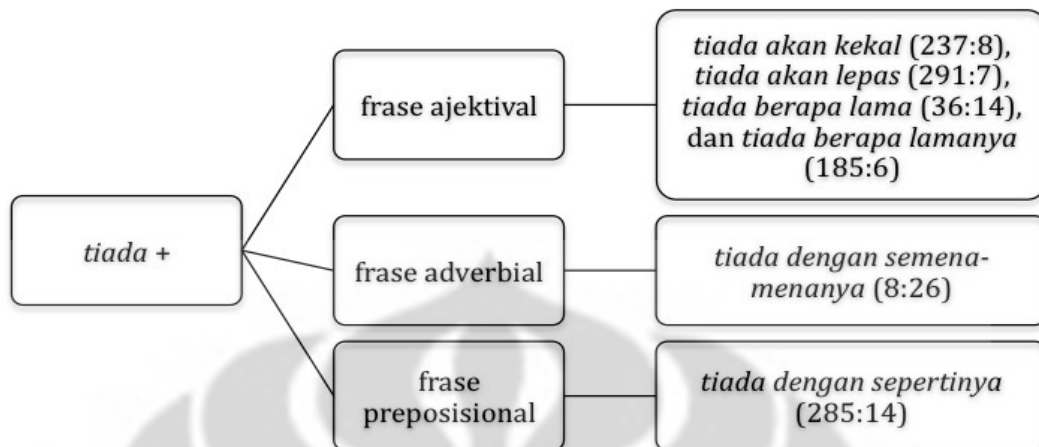 tiada +
frase ajektival
tiada akan kekal (237:8),
tiada akan lepas (291:7),
tiada berapa lama (36:14),
dan tiada berapa lamanya
(185:6)
frase adverbial
tiada dengan semena-
menanya (8:26)
frase
preposisional
tiada dengan sepertinya
(285:14)